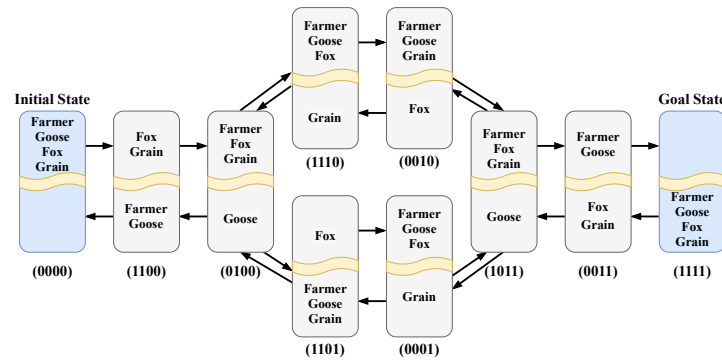 Initial State
Farmer
Goose
Fox
Grain
(0000)
Fox
Grain
Farmer
Goose
(1100)
Farmer
Fox
Grain
Goose
(0100)
Farmer
Goose
Fox
Grain
(1110)
Farmer
Goose
Grain
Fox
(0010)
Fox
Farmer
Goose
Grain
(1101)
Farmer
Goose
Fox
Grain
(0001)
Farmer
Fox
Grain
Goose
(1011)
Farmer
Goose
Fox
Grain
(0011)
Goal State
Farmer
Goose
Fox
Grain
(1111)